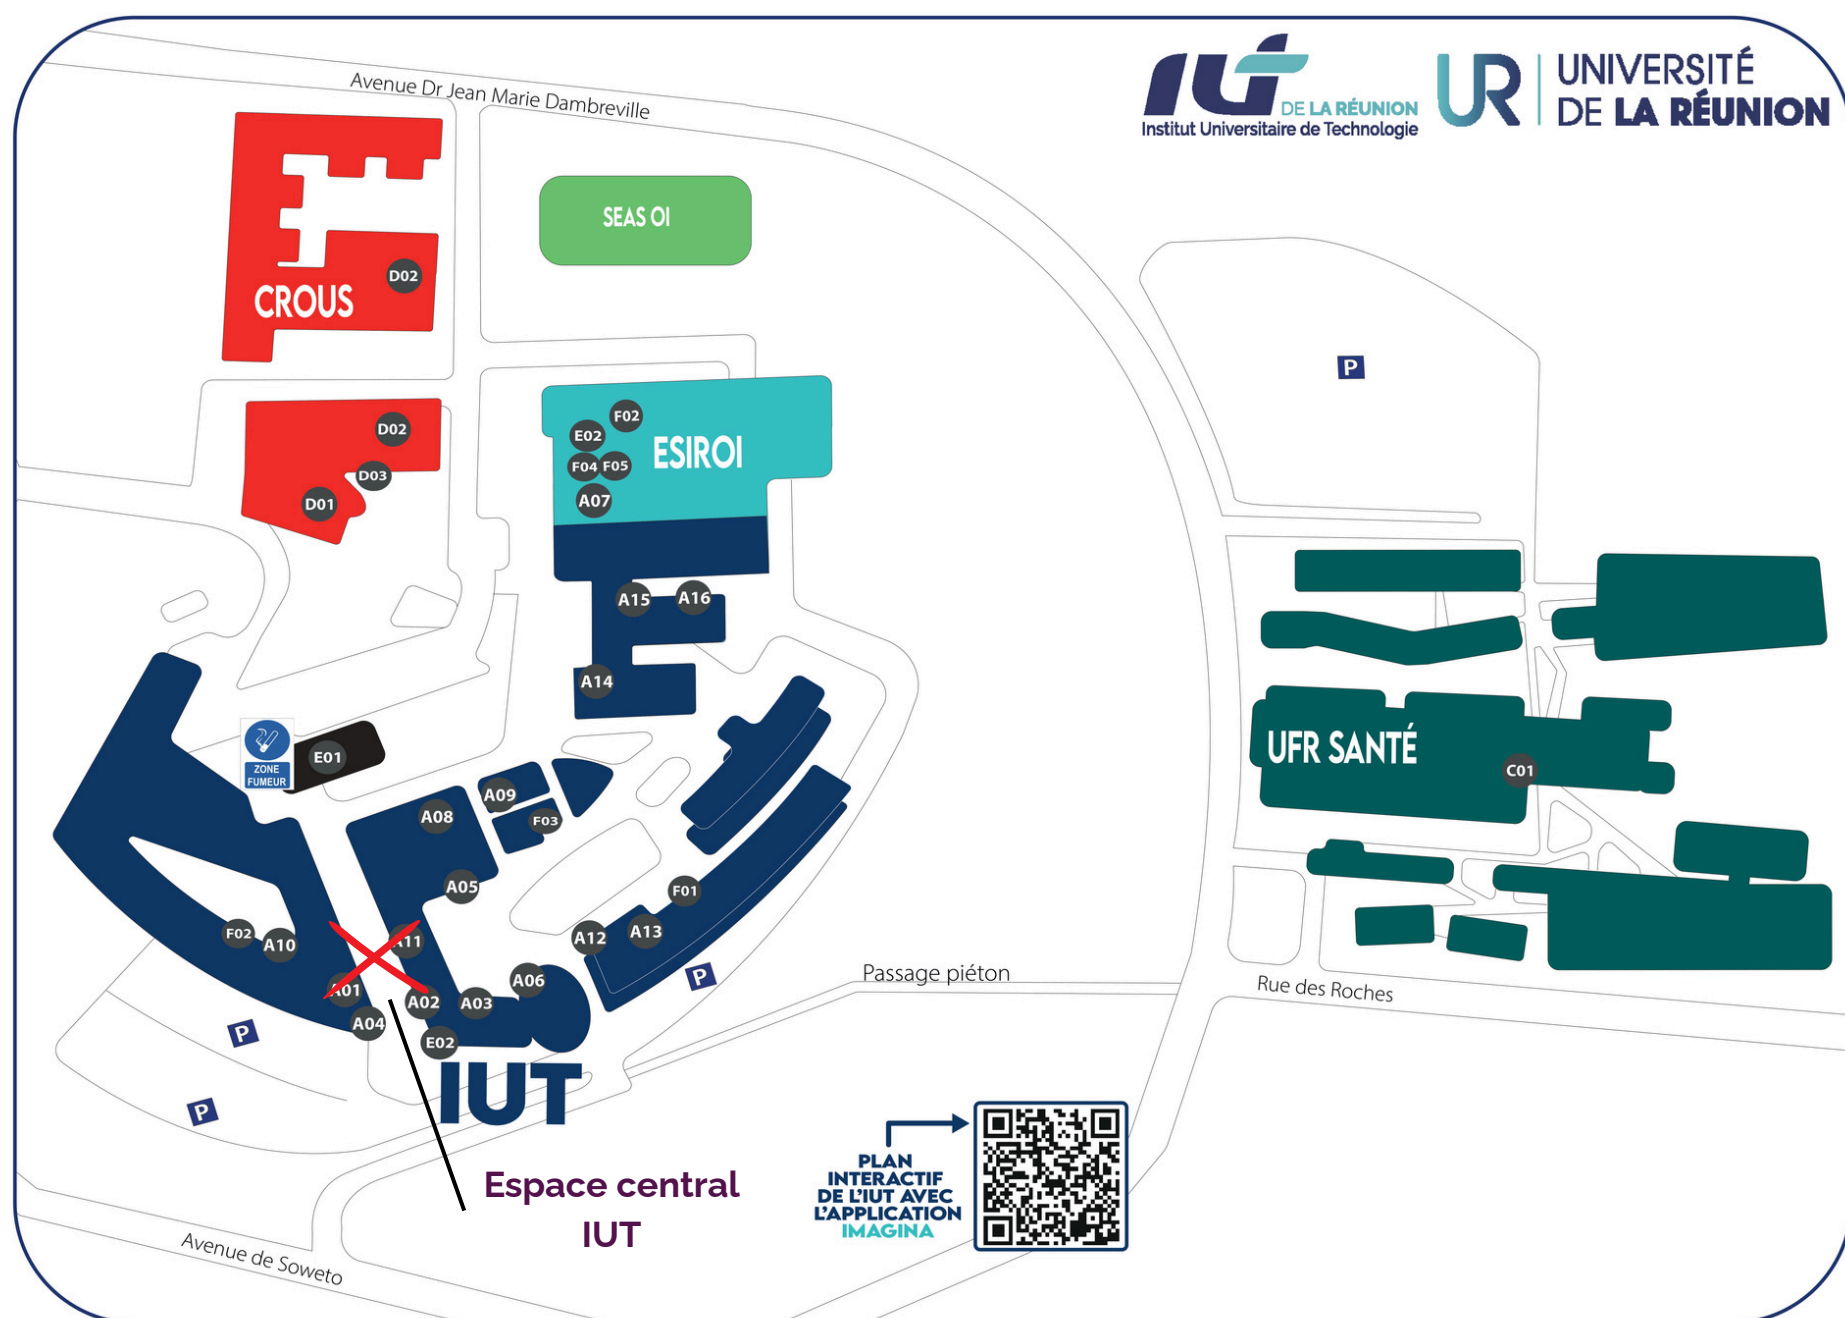 Avenue Dr Jean Marie Dambreville
IUT
DE LA RÉUNION
Institut Universitaire de Technologie
UR
UNIVERSITÉ
DE LA RÉUNION
SEAS OI
D02
CROUS
P
D02
D03
D01
F02
E02
ESIROI
F04 F05
A07
A15
A16
A14
ZONE
FUMEUR
E01
UFR SANTÉ
C01
A09
A08
F03
A05
F01
F02
A10
A11
A12
A13
A06
P
A01
A02
A03
A04
E02
P
P
IUT
Passage piéton
Rue des Roches
Espace central
IUT
PLAN
INTERACTIF
DE L'IUT AVEC
L'APPLICATION
IMAGINA
Avenue de Soweto